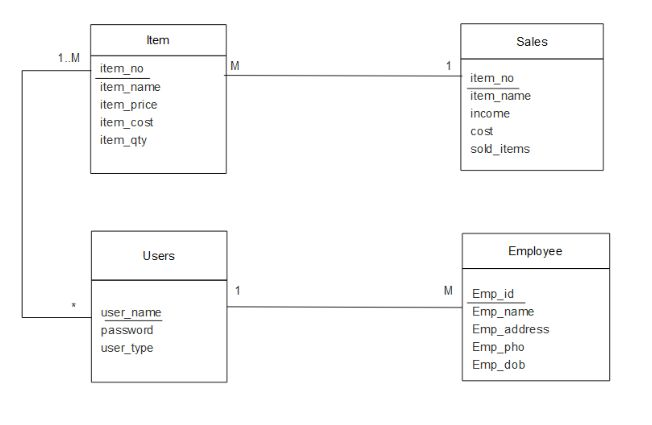 Item
1..M
item_no
item_name
item_price
item_cost
item_qty
M
1
Sales
item_no
item_name
income
cost
sold_items
Users
*
user_name
password
user_type
1
M
Employee
Emp_id
Emp_name
Emp_address
Emp_pho
Emp_dob